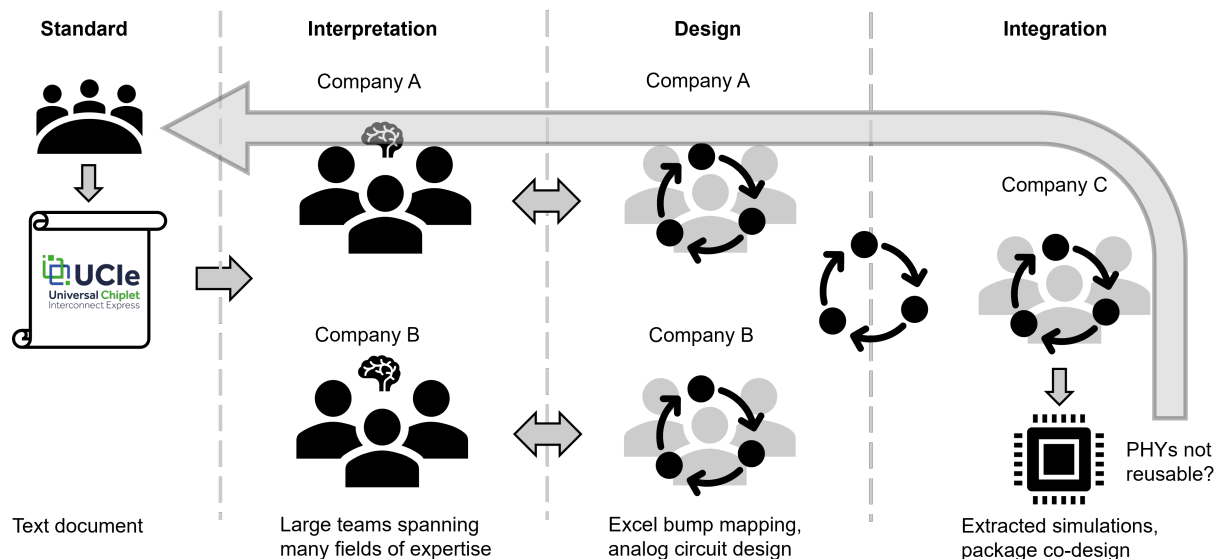 Standard
Interpretation
Design
Integration
Company A
Company A
Company C
UCIe
Universal Chiplet
Interconnect Express
Company B
Company B
PHYs not
reusable?
Text document
Large teams spanning
many fields of expertise
Excel bump mapping,
analog circuit design
Extracted simulations,
package co-design